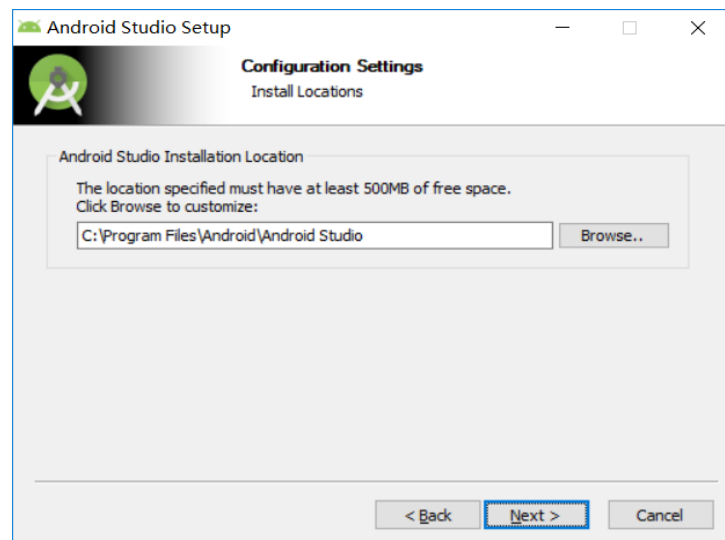 Android Studio Setup
Configuration Settings
Install Locations
Android Studio Installation Location
The location specified must have at least 500MB of free space.
Click Browse to customize:
C:\Program Files\Android\Android Studio
Browse..
< Back
Next >
Cancel